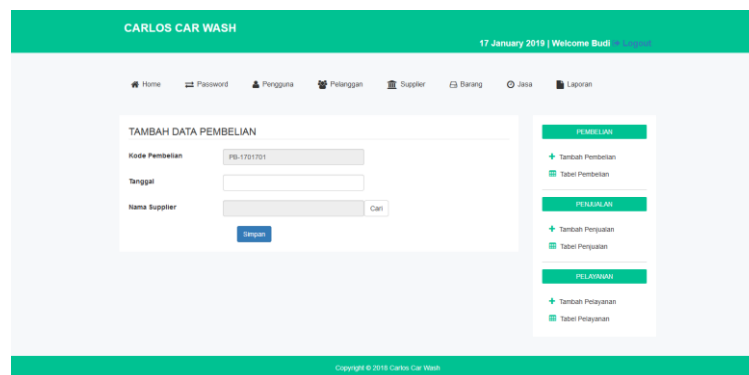 CARLOS CAR WASH
17 January 2019 | Welcome Budi Logout
Home Password Pengguna Pelanggan Supplier Barang Jasa Laporan
TAMBAH DATA PEMBELIAN
Kode Pembelian PB-1701701
Tanggal
Nama Supplier Cari
Simpan
PEMBELIAN
Tambah Pembelian
Tabel Pembelian
PENJUALAN
Tambah Penjualan
Tabel Penjualan
PELAYANAN
Tambah Pelayanan
Tabel Pelayanan
Copyright © 2018 Carlos Car Wash